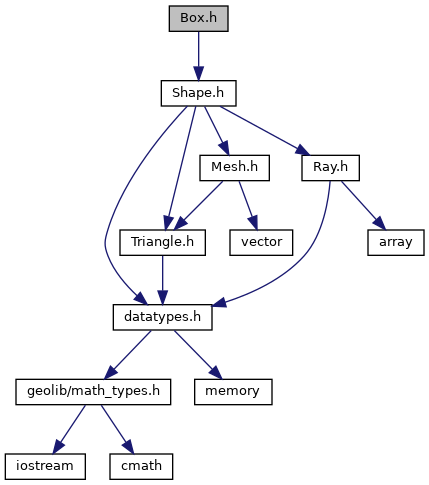 Box.h
Shape.h
Mesh.h
Ray.h
Triangle.h
vector
array
datatypes.h
geolib/math_types.h
memory
iostream
cmath